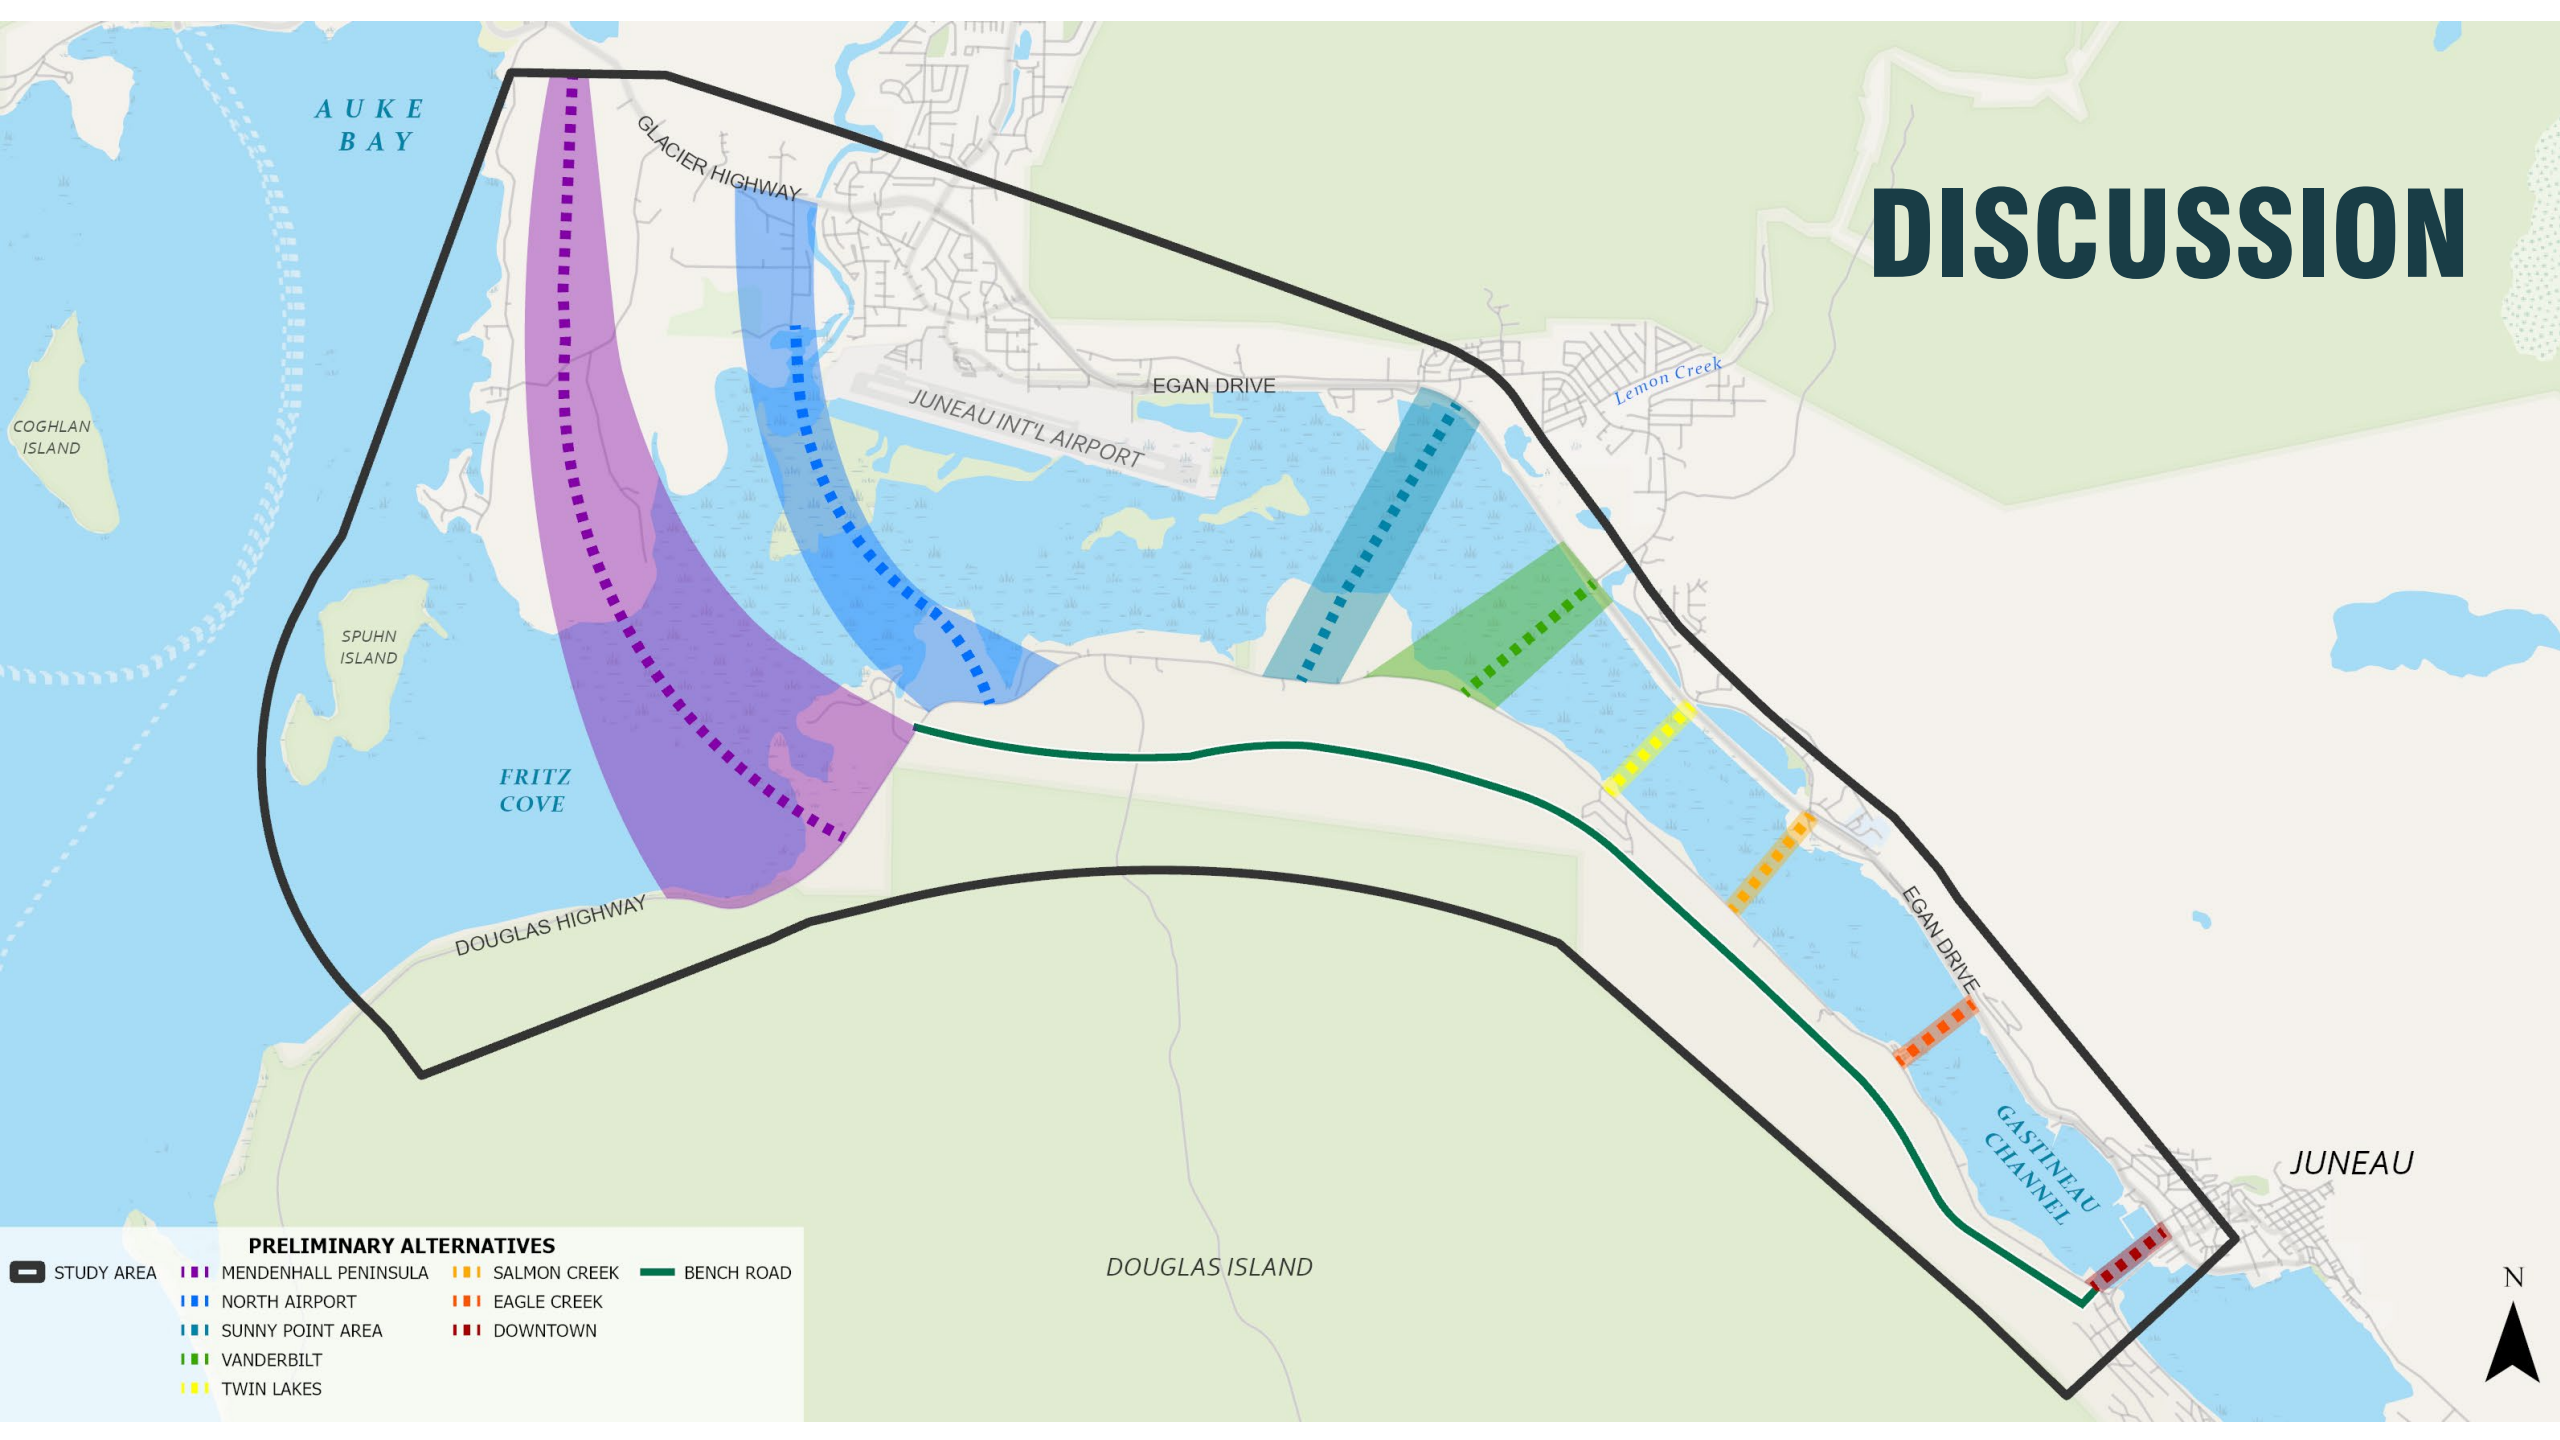 AUKE
BAY
GLACIER HIGHWAY
DISCUSSION
Lemon Creek
EGAN DRIVE
JUNEAU INT'L AIRPORT
COGHLAN
ISLAND
SPUHN
ISLAND
FRITZ
COVE
DOUGLAS HIGHWAY
EGAN DRIVE
GASTINEAU
CHANNEL
JUNEAU
DOUGLAS ISLAND
N
PRELIMINARY ALTERNATIVES
STUDY AREA
MENDENHALL PENINSULA
NORTH AIRPORT
SUNNY POINT AREA
VANDERBILT
TWIN LAKES
SALMON CREEK
EAGLE CREEK
DOWNTOWN
BENCH ROAD